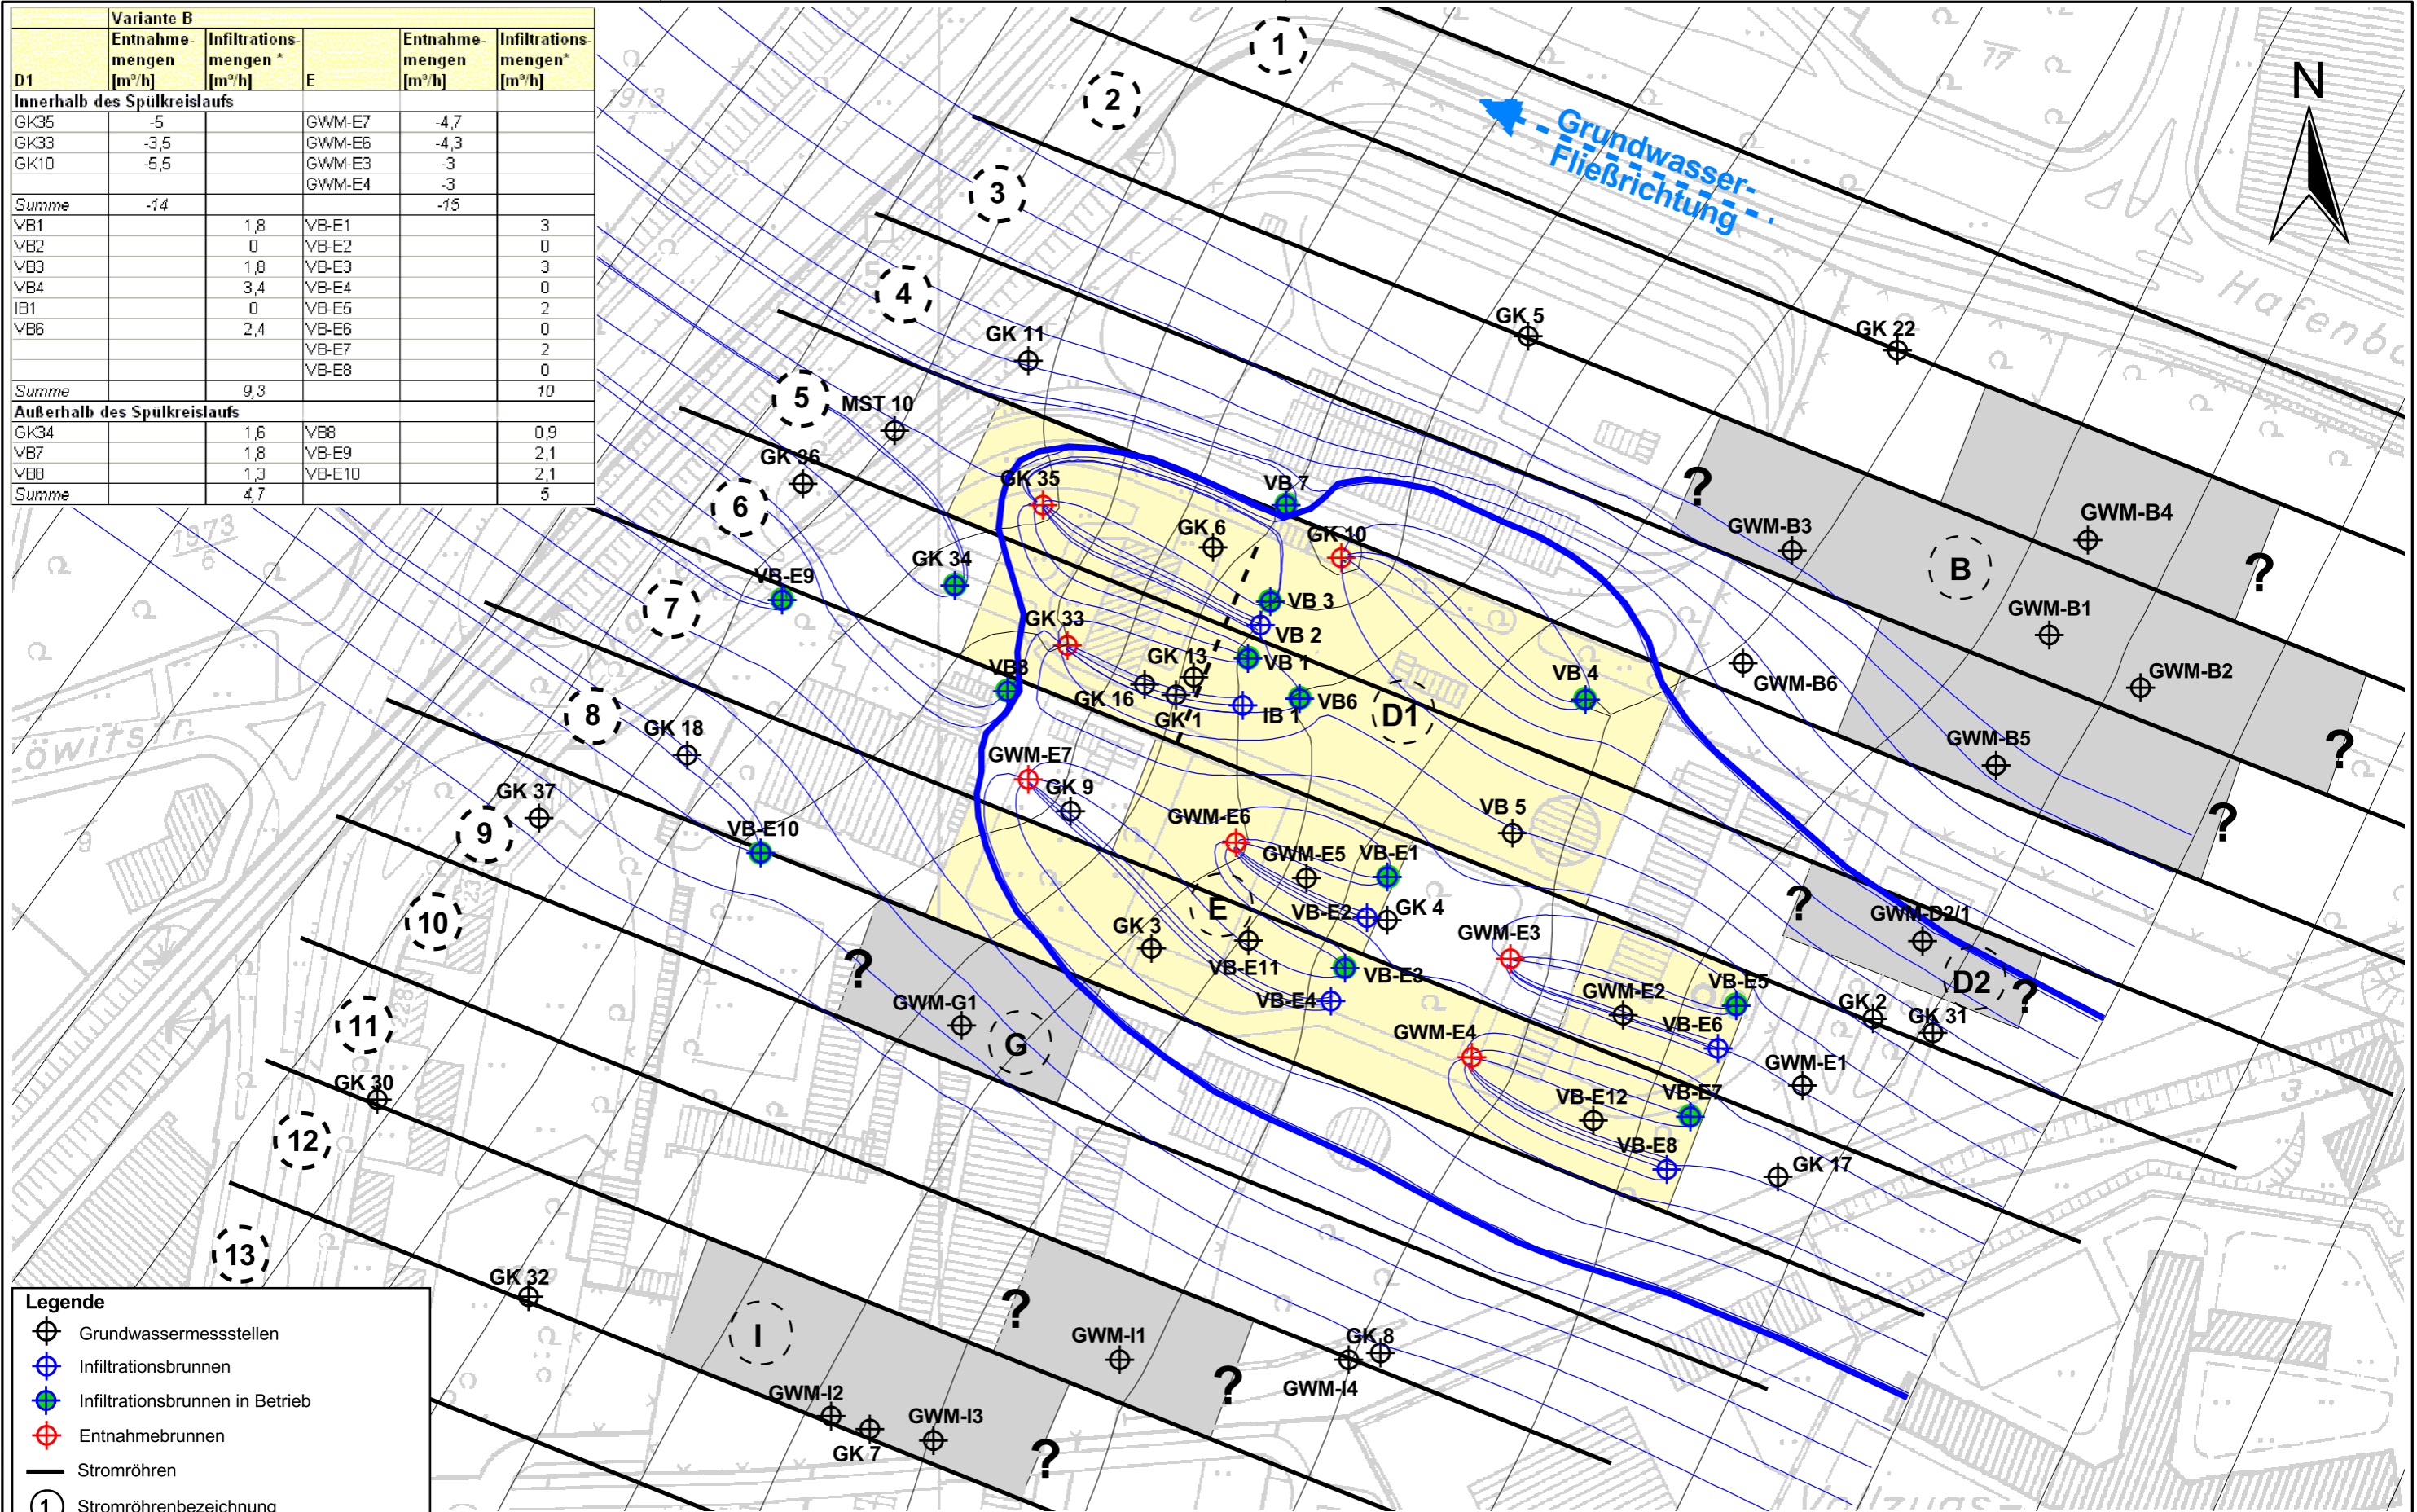 Variante B
D1 Entnahme-mengen [m³/h] Infiltrations-mengen * [m³/h] E Entnahme-mengen [m³/h] Infiltrations-mengen* [m³/h]
Innerhalb des Spülkreislaufs
GK35 -5 GWM-E7 -4,7
GK33 -3,5 GWM-E6 -4,3
GK10 -5,5 GWM-E3 -3
GWM-E4 -3
Summe -14 -15
VB1 1,8 VB-E1 3
VB2 0 VB-E2 0
VB3 1,8 VB-E3 3
VB4 3,4 VB-E4 0
IB1 0 VB-E5 2
VB6 2,4 VB-E6 0
VB-E7 2
VB-E8 0
Summe 9,3 10
Außerhalb des Spülkreislaufs
GK34 1,6 VB8 0,9
VB7 1,8 VB-E9 2,1
VB8 1,3 VB-E10 2,1
Summe 4,7 5
1
2
3
4
5
6
7
8
9
10
11
12
13
Grundwasser-
Fließrichtung
N
77
1973
1973
6
9
GK 11
GK 5
GK 22
MST 10
GK 36
GK 35
VB 7
GK 6
GK 10
GWM-B3
GWM-B4
B
GWM-B1
GWM-B2
GWM-B6
GWM-B5
?
?
?
?
GK 34
VB-E9
VB 3
VB 2
GK 33
GK 13
VB 1
VB8
GK 16
GK 1
IB 1
VB6
D1
VB 4
GK 18
GWM-E7
GK 9
GK 37
VB-E10
GWM-E6
GWM-E5
VB-E1
VB 5
E
VB-E2
GK 4
GK 3
VB-E11
VB-E3
VB-E4
GWM-E3
?
GWM-D2/1
D2
?
VB-E5
GWM-E2
VB-E6
GK 2
GK 31
GWM-E4
GWM-E1
VB-E12
VB-E7
VB-E8
GK 17
?
GWM-G1
G
GK 30
GK 32
I
?
GWM-I1
?
GK 8
GWM-I4
GWM-I2
GK 7
GWM-I3
?
Legende
Grundwassermessstellen
Infiltrationsbrunnen
Infiltrationsbrunnen in Betrieb
Entnahmebrunnen
Stromröhren
1 Stromröhrenbezeichnung